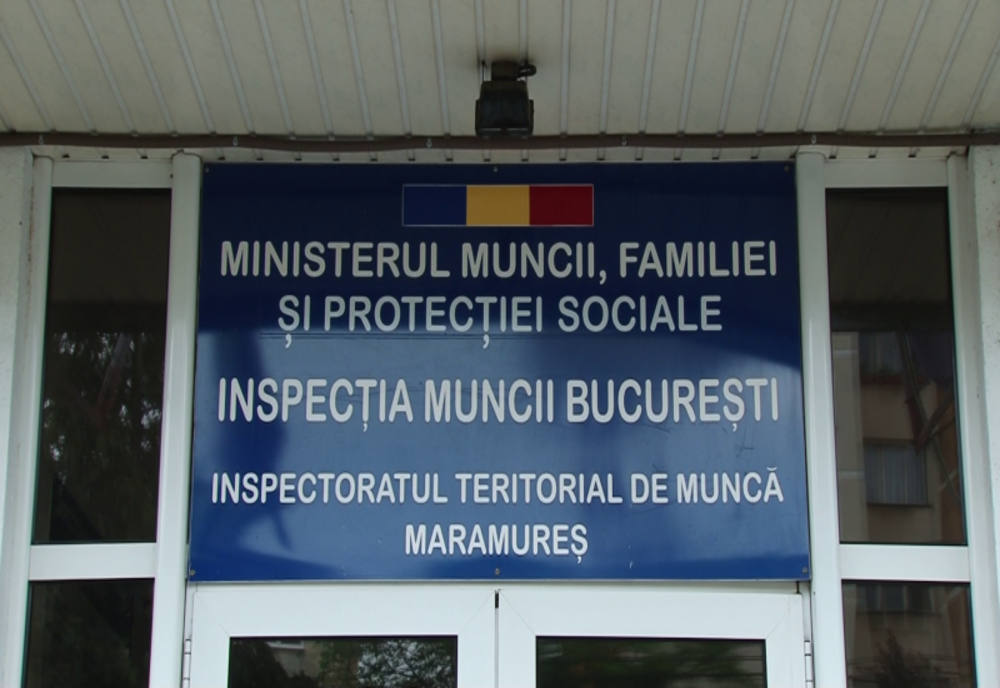 MINISTERUL MUNCII, FAMILIEI
ȘI PROTECȚIEI SOCIALE
INSPECȚIA MUNCII BUCUREȘTI
INSPECTORATUL TERITORIAL DE MUNCĂ
MARAMUREȘ